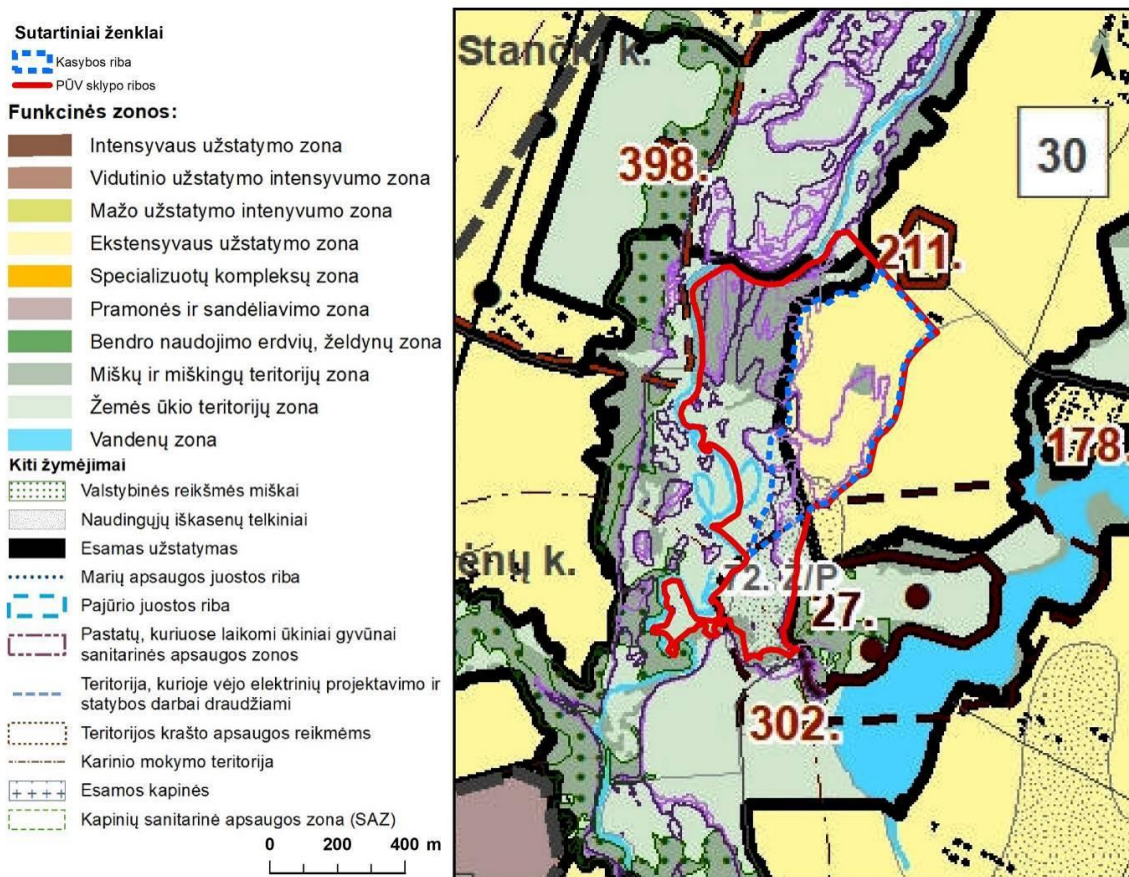 Sutartiniai ženklai
Kasybos riba
PŪV sklypo ribos
Funkcinės zonos:
Intensyvaus užstatymo zona
Vidutinio užstatymo intensyvumo zona
Mažo užstatymo intenyvumo zona
Ekstensyvaus užstatymo zona
Specializuotų kompleksų zona
Pramonės ir sandėliavimo zona
Bendro naudojimo erdvių, želdynų zona
Miškų ir miškingų teritorijų zona
Žemės ūkio teritorijų zona
Vandenų zona
Kiti žymėjimai
Valstybinės reikšmės miškai
Naudingųjų iškasenų telkiniai
Esamas užstatymas
Marių apsaugos juostos riba
Pajūrio juostos riba
Pastatų, kuriuose laikomi ūkiniai gyvūnai
sanitarinės apsaugos zonos
Teritorija, kurioje vėjo elektrinių projektavimo ir
statybos darbai draudžiami
Teritorijos krašto apsaugos reikmėms
Karinio mokymo teritorija
Esamos kapinės
Kapinių sanitarinė apsaugos zona (SAZ)
0 200 400 m
Stančių k.
30
398.
211.
178.
ėnų k.
72. Ž/P
27.
302.